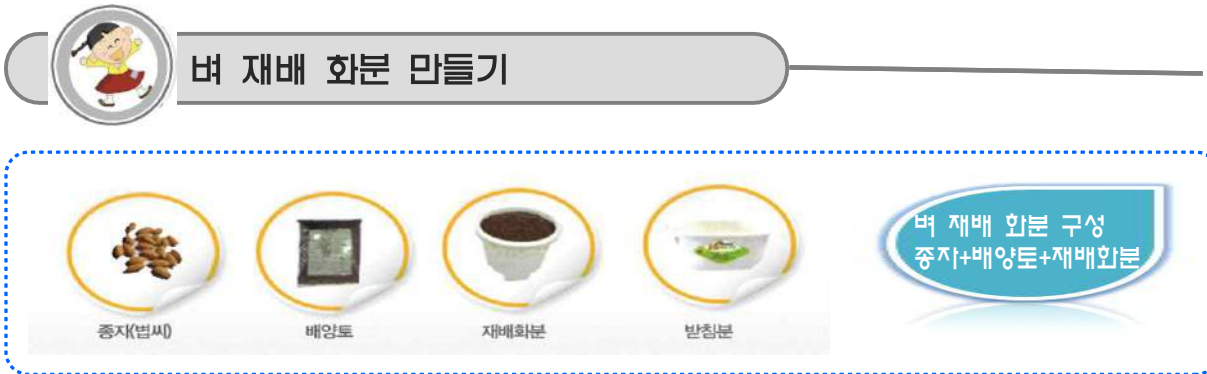 벼 재배 화분 만들기
종자(볍씨)
배양토
재배화분
받침분
벼 재배 화분 구성
종자+배양토+재배화분